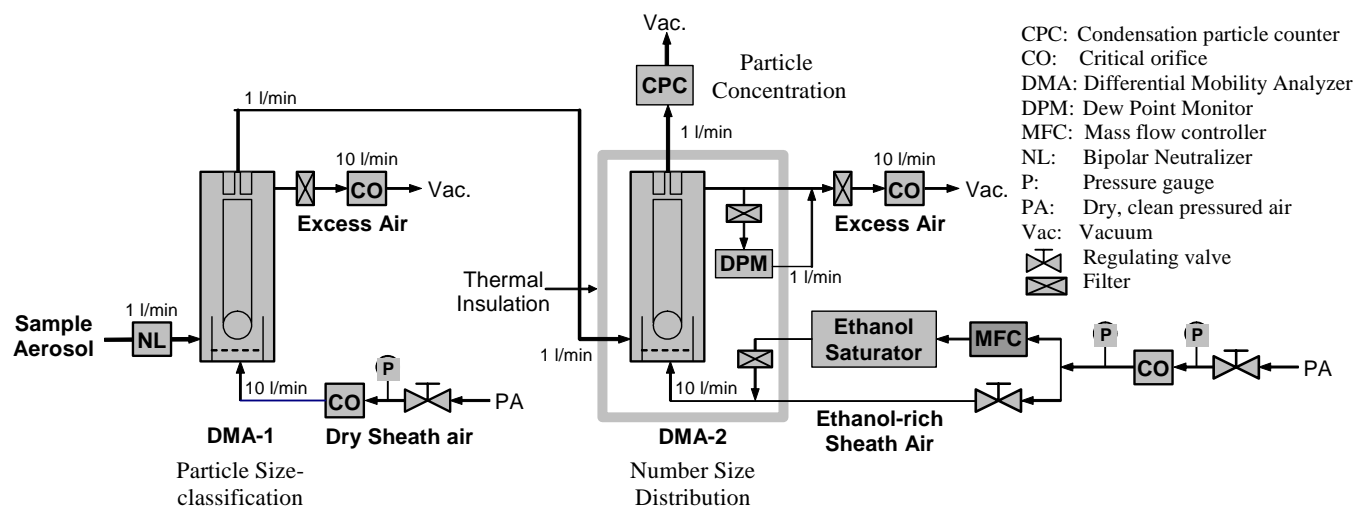 Vac.
CPC
Particle
Concentration
1 l/min
1 l/min
10 l/min
CO
Vac.
Excess Air
10 l/min
CO
Vac.
Excess Air
DPM
1 l/min
Thermal
Insulation
Sample
Aerosol
1 l/min
NL
1 l/min
10 l/min
P
CO
PA
DMA-1
Dry Sheath air
Particle Size-
classification
10 l/min
DMA-2
Number Size
Distribution
Ethanol
Saturator
MFC
P
P
CO
PA
Ethanol-rich
Sheath Air
CPC: Condensation particle counter
CO: Critical orifice
DMA: Differential Mobility Analyzer
DPM: Dew Point Monitor
MFC: Mass flow controller
NL: Bipolar Neutralizer
P: Pressure gauge
PA: Dry, clean pressured air
Vac: Vacuum
Regulating valve
Filter